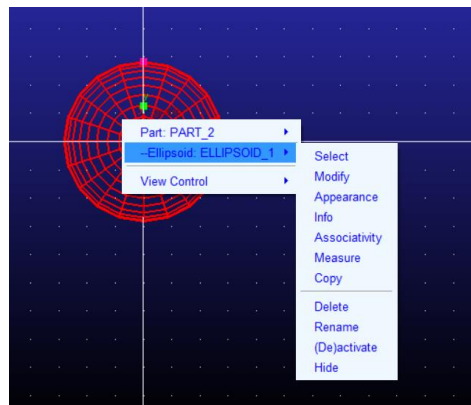 Part: PART_2
--Ellipsoid: ELLIPSOID_1
View Control
Select
Modify
Appearance
Info
Associativity
Measure
Copy
Delete
Rename
(De)activate
Hide